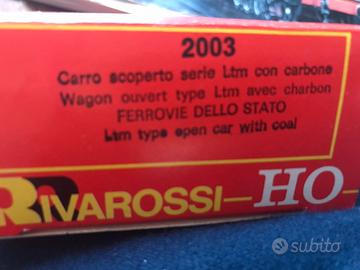 2003
Carro scoperto serie Ltm con carbone
Wagon ouvert type Ltm avec charbon
FERROVIE DELLO STATO
Ltm type open car with coal
RIVAROSSI HO
subito